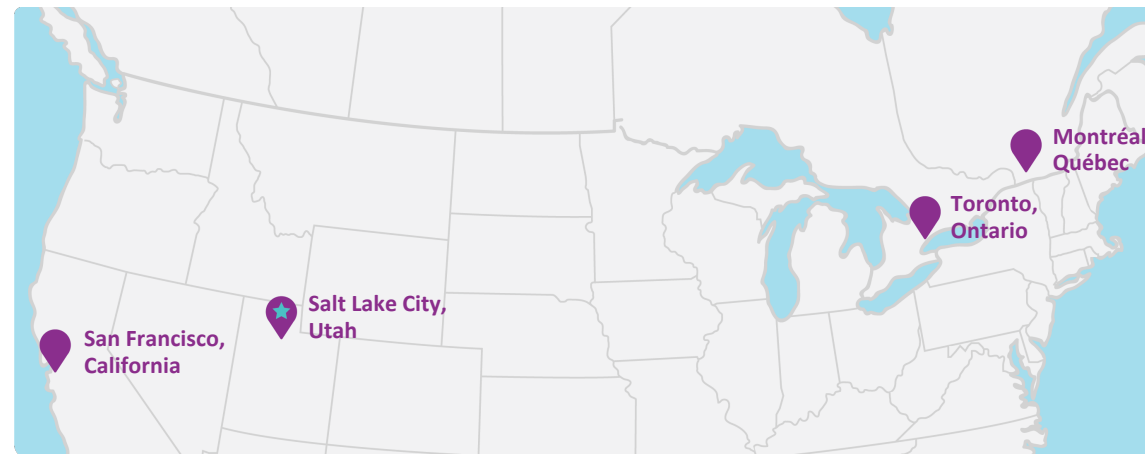 Montréal
Québec
Toronto,
Ontario
Salt Lake City,
Utah
San Francisco,
California